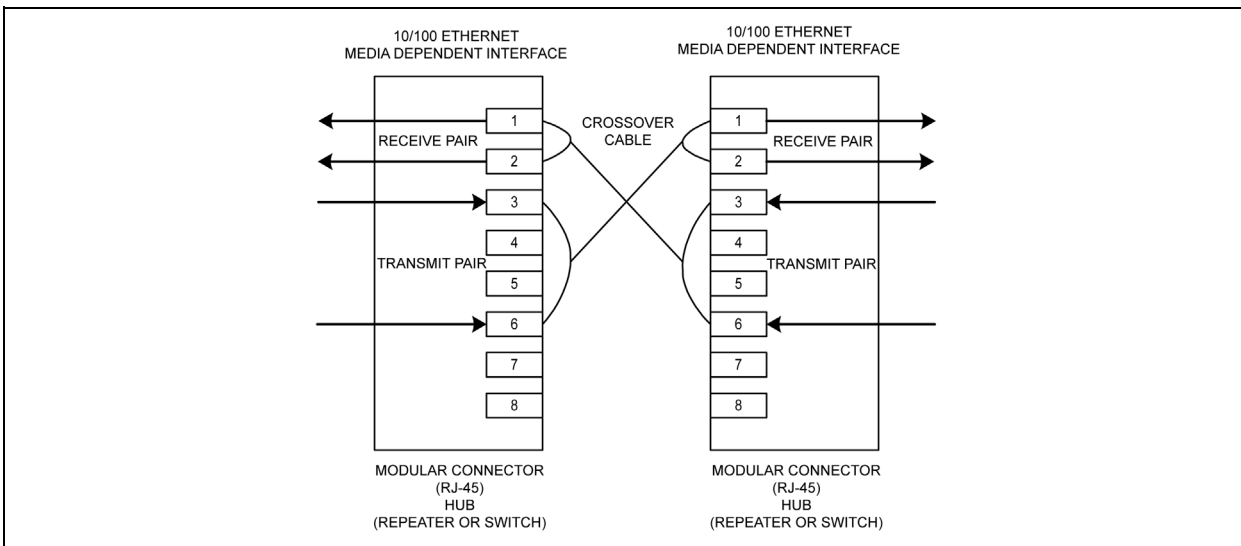 10/100 ETHERNET
MEDIA DEPENDENT INTERFACE
10/100 ETHERNET
MEDIA DEPENDENT INTERFACE
1
RECEIVE PAIR
2
3
4
TRANSMIT PAIR
5
6
7
8
CROSSOVER
CABLE
1
RECEIVE PAIR
2
3
4
TRANSMIT PAIR
5
6
7
8
MODULAR CONNECTOR
(RJ-45)
HUB
(REPEATER OR SWITCH)
MODULAR CONNECTOR
(RJ-45)
HUB
(REPEATER OR SWITCH)